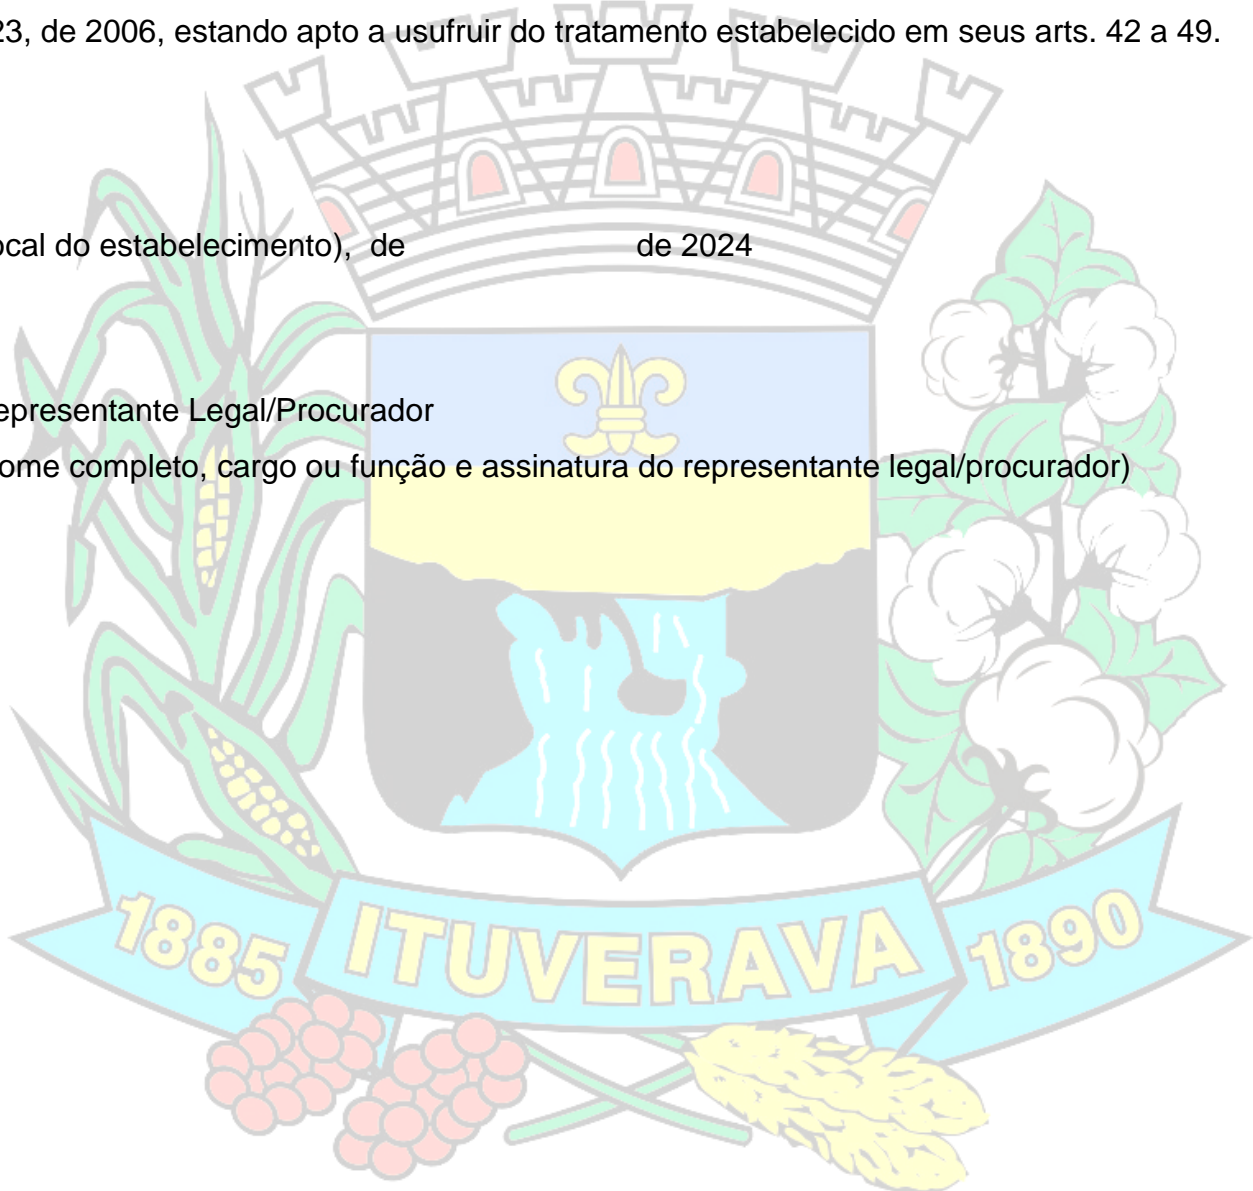 23, de 2006, estando apto a usufruir do tratamento estabelecido em seus arts. 42 a 49.
ocal do estabelecimento), de de 2024
epresentante Legal/Procurador
ome completo, cargo ou função e assinatura do representante legal/procurador)
1885 ITUVERAVA 1890